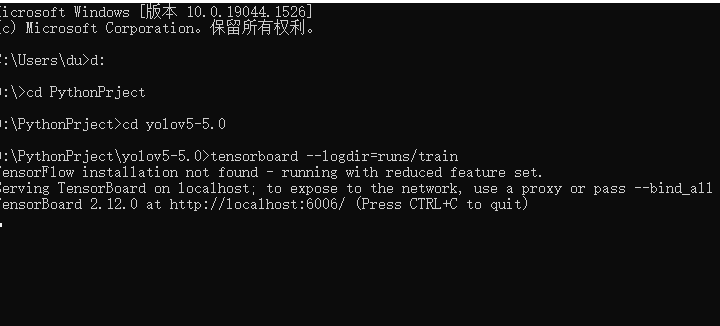 Microsoft Windows [版本 10.0.19044.1526]
(c) Microsoft Corporation。保留所有权利。
C:\Users\du>d:
D:\>cd PythonPrject
D:\PythonPrject>cd yolov5-5.0
D:\PythonPrject\yolov5-5.0>tensorboard --logdir=runs/train
TensorFlow installation not found - running with reduced feature set.
Serving TensorBoard on localhost; to expose to the network, use a proxy or pass --bind_all
TensorBoard 2.12.0 at http://localhost:6006/ (Press CTRL+C to quit)